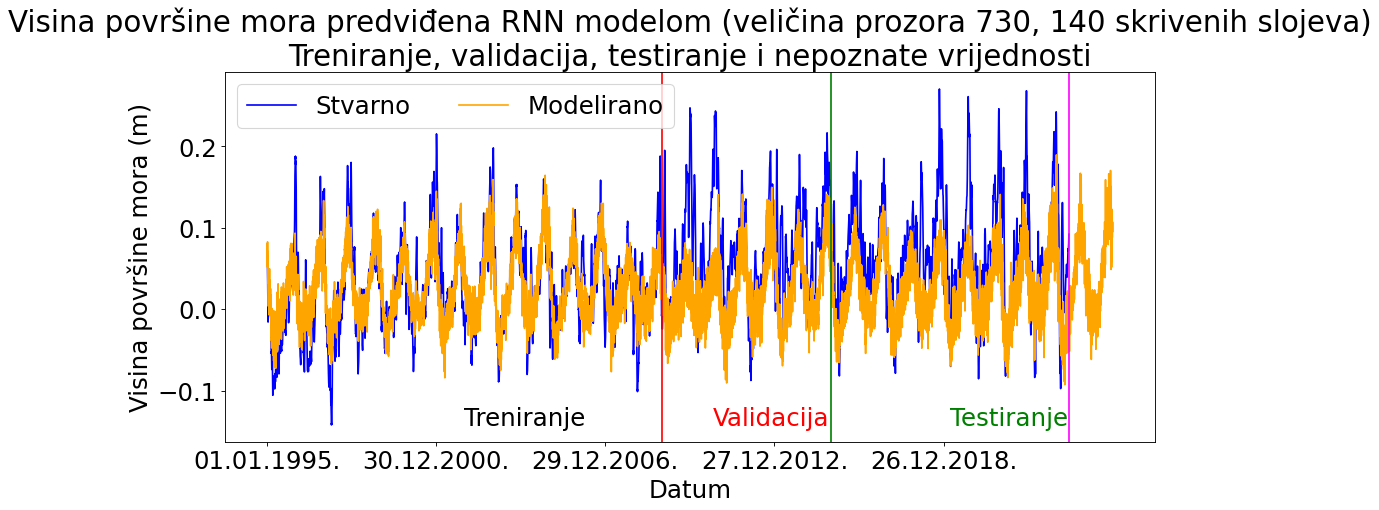 Visina površine mora predviđena RNN modelom (veličina prozora 730, 140 skrivenih slojeva)
Treniranje, validacija, testiranje i nepoznate vrijednosti
Stvarno Modelirano
Visina površine mora (m)
0.2
0.1
0.0
−0.1
Treniranje Validacija Testiranje
01.01.1995. 30.12.2000. 29.12.2006. 27.12.2012. 26.12.2018.
Datum